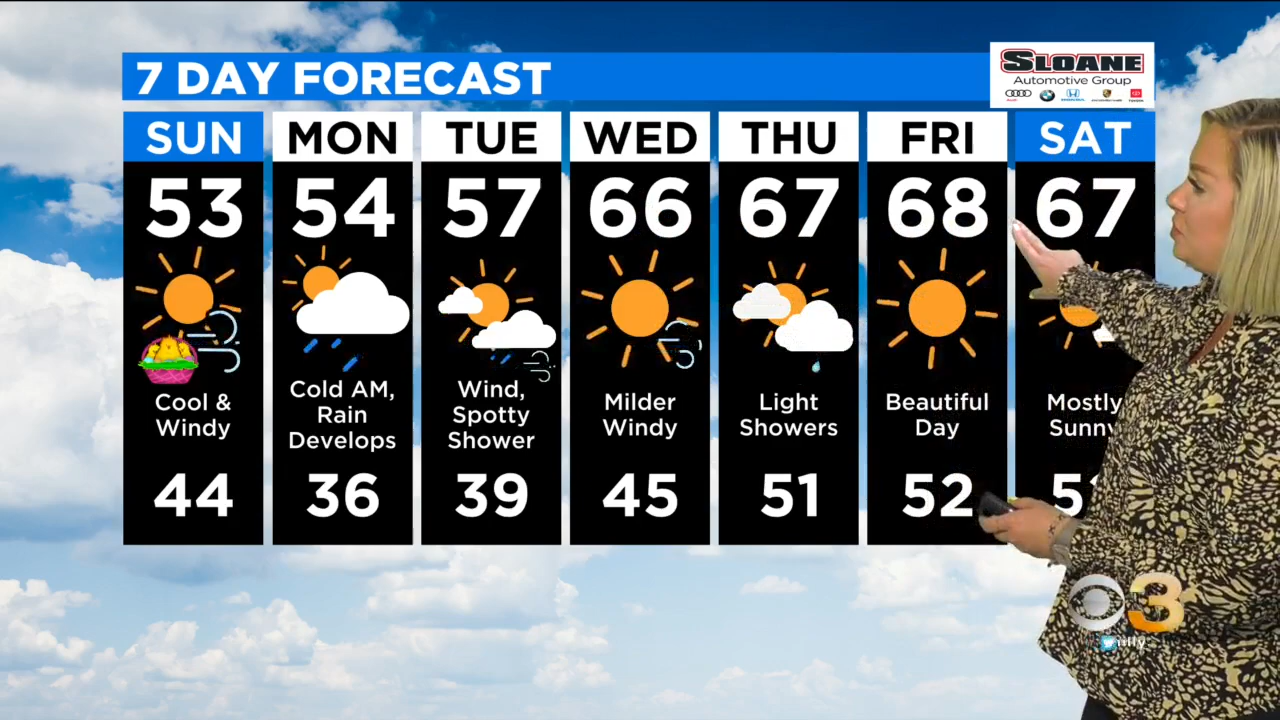 7 DAY FORECAST
SLOANE
Automotive Group
SUN
MON
TUE
WED
THU
FRI
SAT
53
54
57
66
67
68
67
Cool &
Windy
Cold AM,
Rain
Develops
Wind,
Spotty
Shower
Milder
Windy
Light
Showers
Beautiful
Day
Mostly
Sunny
44
36
39
45
51
52
3